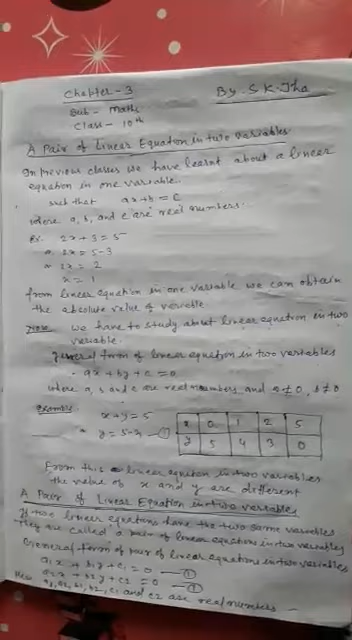 Chapter-3
By. S.K. Jha
Sub - Maths
Class - 10th
A Pair of Linear Equation in two variables
In Previous classes we have learnt about a linear
equation in one variable.
such that ax+b = c
where a, b, and c are real numbers.
Ex. 2x+3=5
2x=5-3
2x=2
x=1
from linear equation in one variable we can obtain
the absolute value of variable.
Now we have to study about linear equation in two
variable.
General form of linear equation in two variables
ax+by+c=0
where a, b and c are real numbers and a≠0, b≠0
Example x+y=5
y=5-x -①
x 0 1 2 5
y 5 4 3 0
From this linear equation in two variables
the value of x and y are different
A Pair of Linear Equation in two variables
If two linear equations have the two same variables
They are called a pair of linear equations in two variables
General form of pair of linear equations in two variables
a1x + b1y + c1 = 0 -①
a2x + b2y + c2 = 0 -②
Here a1, a2, b1, b2, c1 and c2 are real numbers -